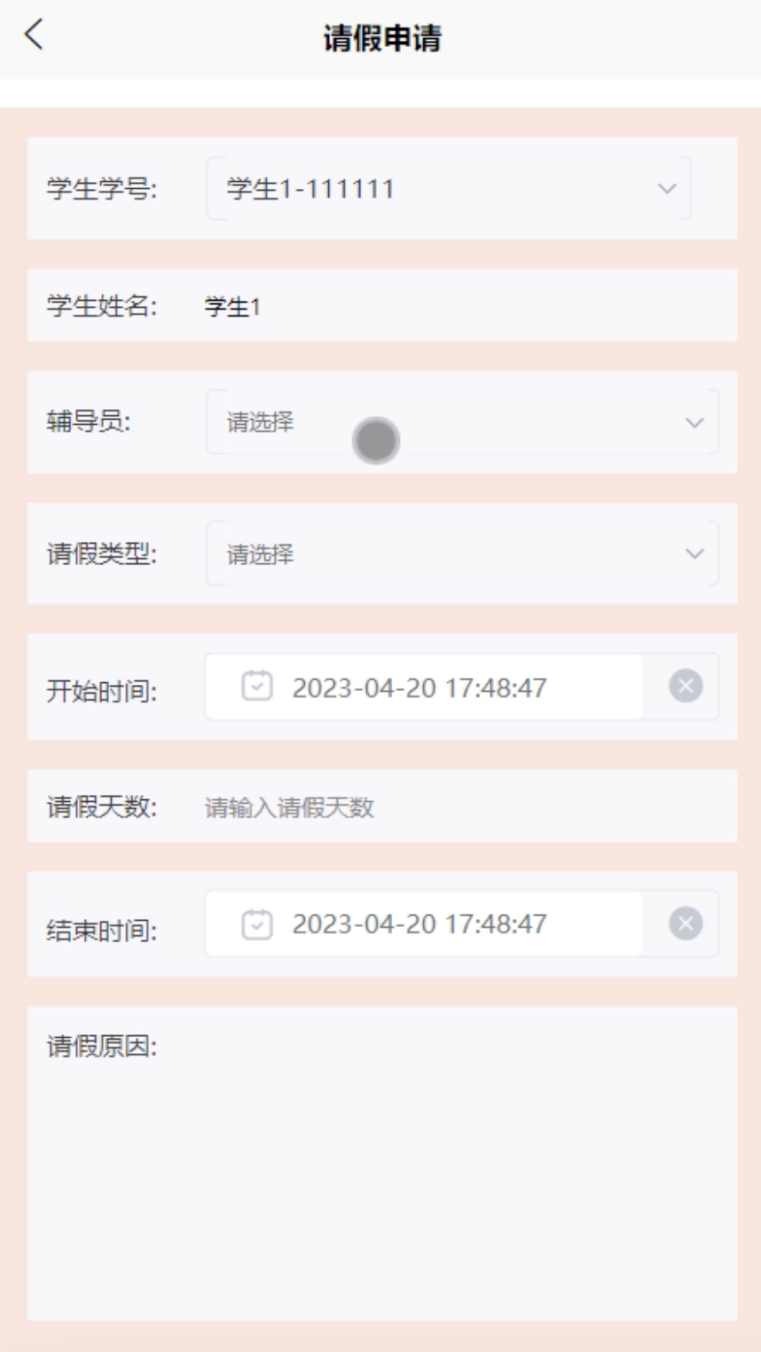 请假申请
学生学号: 学生1-111111
学生姓名: 学生1
辅导员: 请选择
请假类型: 请选择
开始时间: 2023-04-20 17:48:47
请假天数: 请输入请假天数
结束时间: 2023-04-20 17:48:47
请假原因: